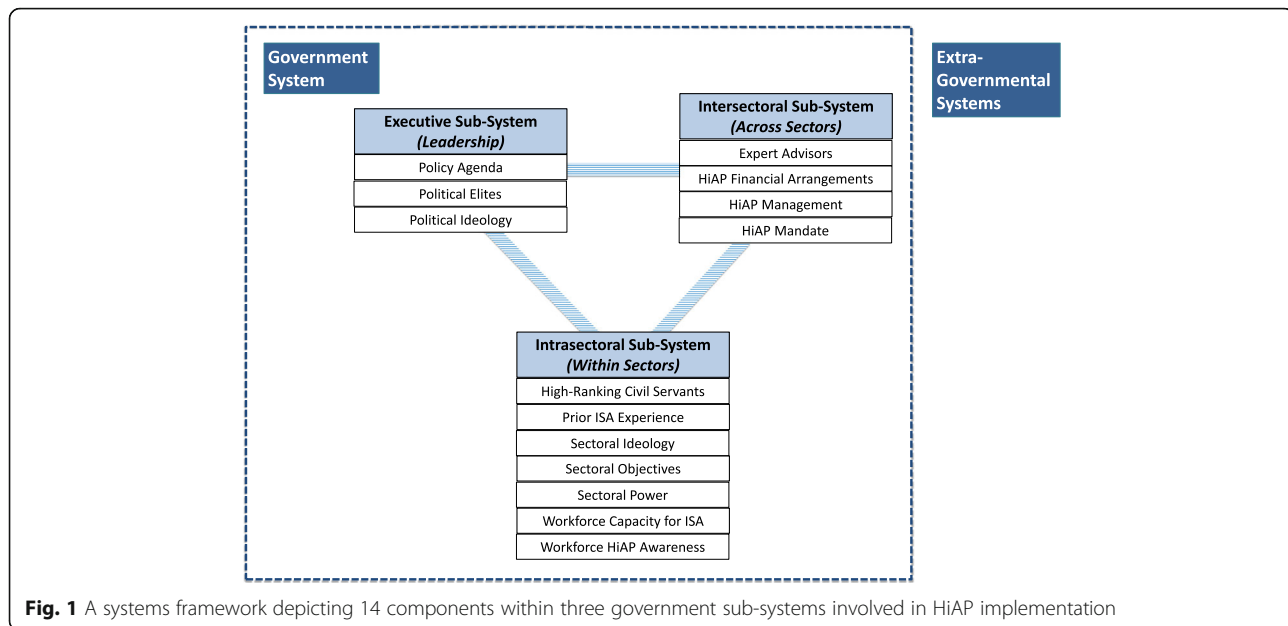 Government
System
Extra-
Governmental
Systems
Executive Sub-System
(Leadership)
Policy Agenda
Political Elites
Political Ideology
Intersectoral Sub-System
(Across Sectors)
Expert Advisors
HiAP Financial Arrangements
HiAP Management
HiAP Mandate
Intrasectoral Sub-System
(Within Sectors)
High-Ranking Civil Servants
Prior ISA Experience
Sectoral Ideology
Sectoral Objectives
Sectoral Power
Workforce Capacity for ISA
Workforce HiAP Awareness
Fig. 1 A systems framework depicting 14 components within three government sub-systems involved in HiAP implementation